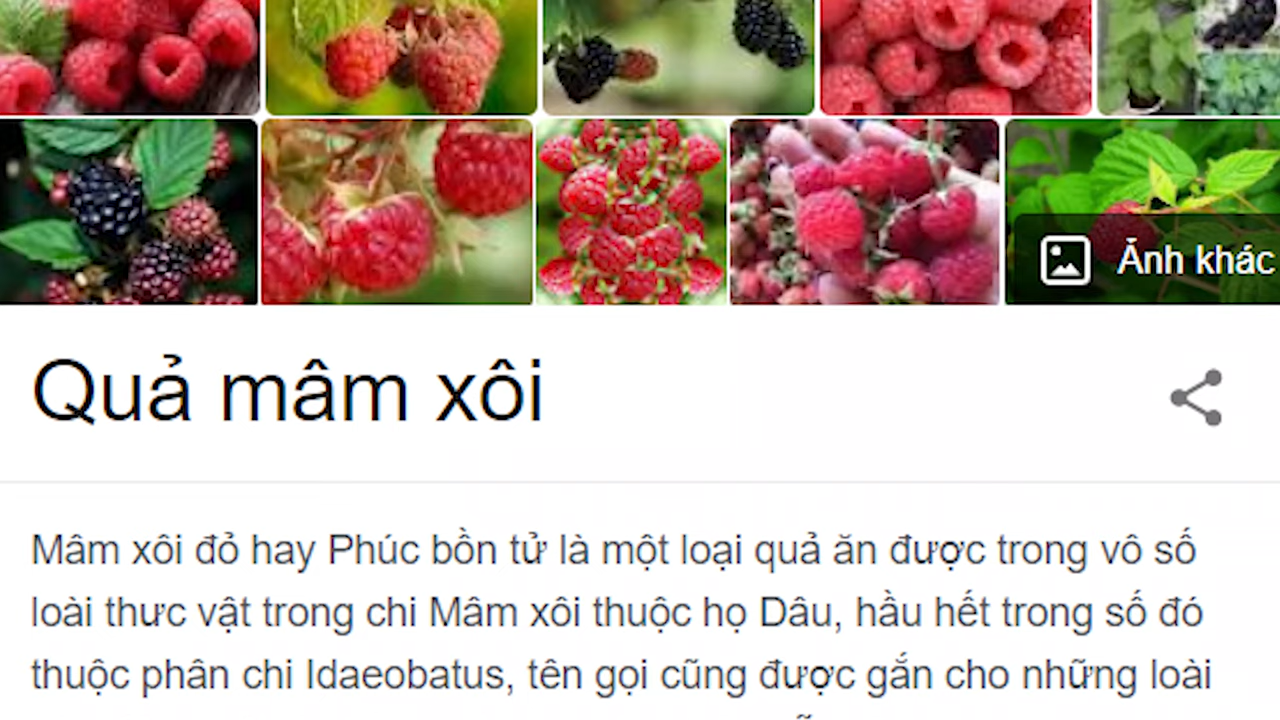 Ảnh khác
Quả mâm xôi
Mâm xôi đỏ hay Phúc bồn tử là một loại quả ăn được trong vô số
loài thưc vật trong chi Mâm xôi thuộc họ Dâu, hầu hết trong số đó
thuộc phân chi Idaeobatus, tên gọi cũng được gắn cho những loài